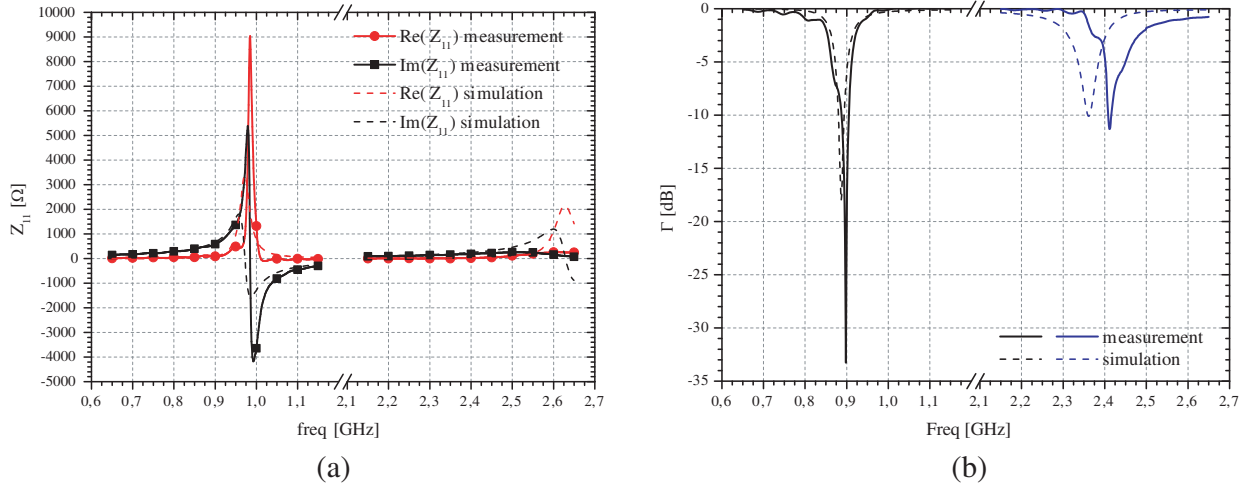 10000
9000
8000
7000
6000
5000
4000
3000
2000
1000
0
-1000
-2000
-3000
-4000
-5000
Z11 [Ω]
Re(Z11) measurement
Im(Z11) measurement
Re(Z11) simulation
Im(Z11) simulation
0,6 0,7 0,8 0,9 1,0 1,1 2,1 2,2 2,3 2,4 2,5 2,6 2,7
freq [GHz]
(a)
0
-5
-10
-15
-20
-25
-30
-35
Γ [dB]
measurement
simulation
0,6 0,7 0,8 0,9 1,0 1,1 2,1 2,2 2,3 2,4 2,5 2,6 2,7
Freq [GHz]
(b)